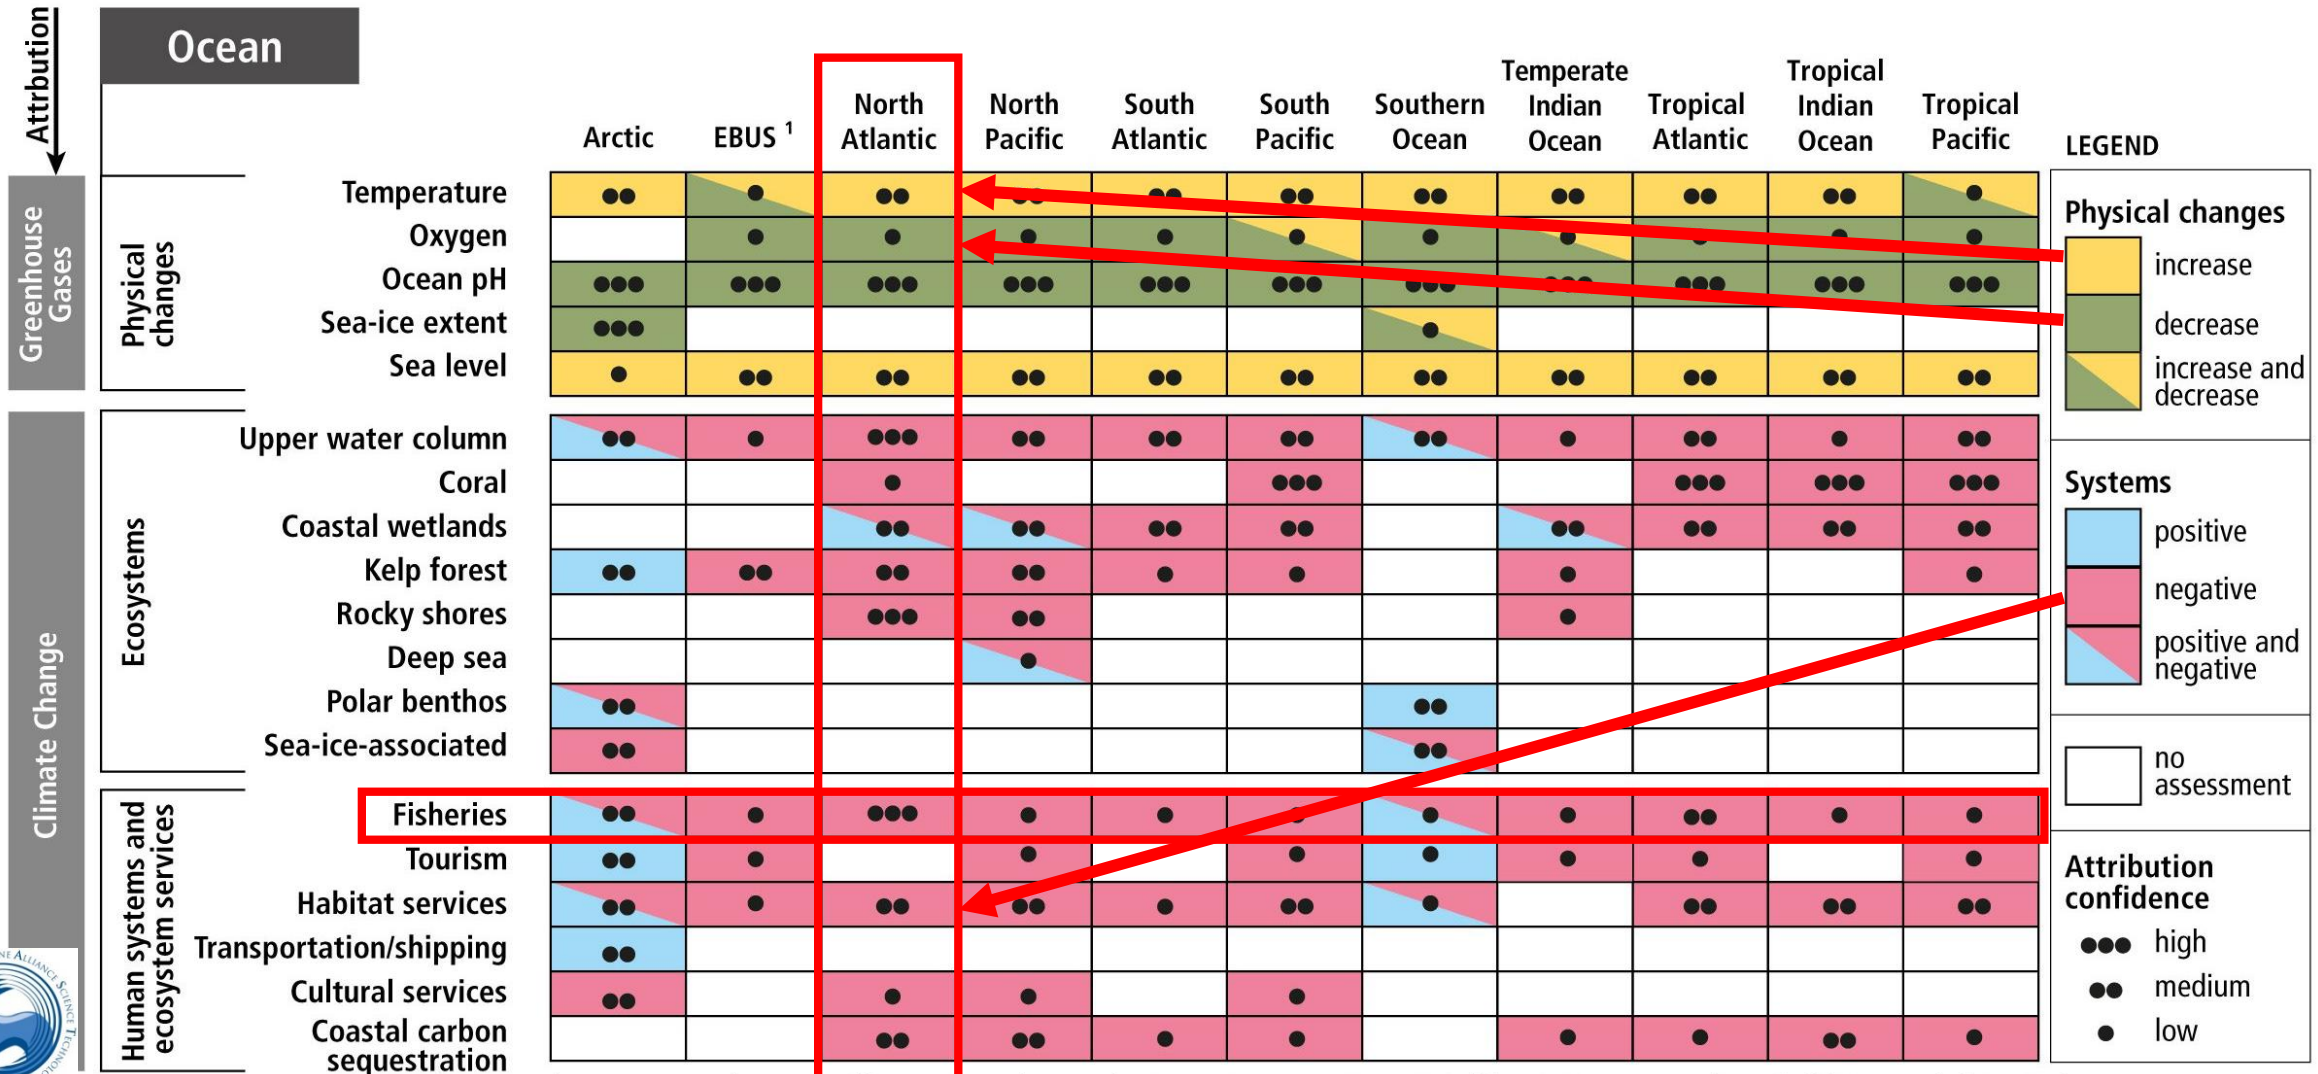 Attrbution
Ocean
Arctic
EBUS 1
North
Atlantic
North
Pacific
South
Atlantic
South
Pacific
Southern
Ocean
Temperate
Indian
Ocean
Tropical
Atlantic
Tropical
Indian
Ocean
Tropical
Pacific
LEGEND
Greenhouse
Gases
Physical
changes
Temperature
Oxygen
Ocean pH
Sea-ice extent
Sea level
Physical changes
increase
decrease
increase and
decrease
Climate Change
Ecosystems
Upper water column
Coral
Coastal wetlands
Kelp forest
Rocky shores
Deep sea
Polar benthos
Sea-ice-associated
Systems
positive
negative
positive and
negative
no
assessment
Human systems and
ecosystem services
Fisheries
Tourism
Habitat services
Transportation/shipping
Cultural services
Coastal carbon
sequestration
Attribution
confidence
high
medium
low
ALLIANCE SCIENCE